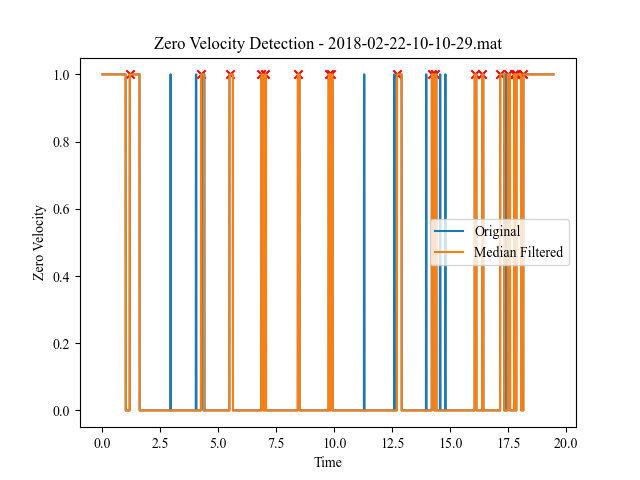 Zero Velocity Detection - 2018-02-22-10-10-29.mat
1.0
0.8
0.6
0.4
0.2
0.0
Zero Velocity
Original
Median Filtered
0.0 2.5 5.0 7.5 10.0 12.5 15.0 17.5 20.0
Time